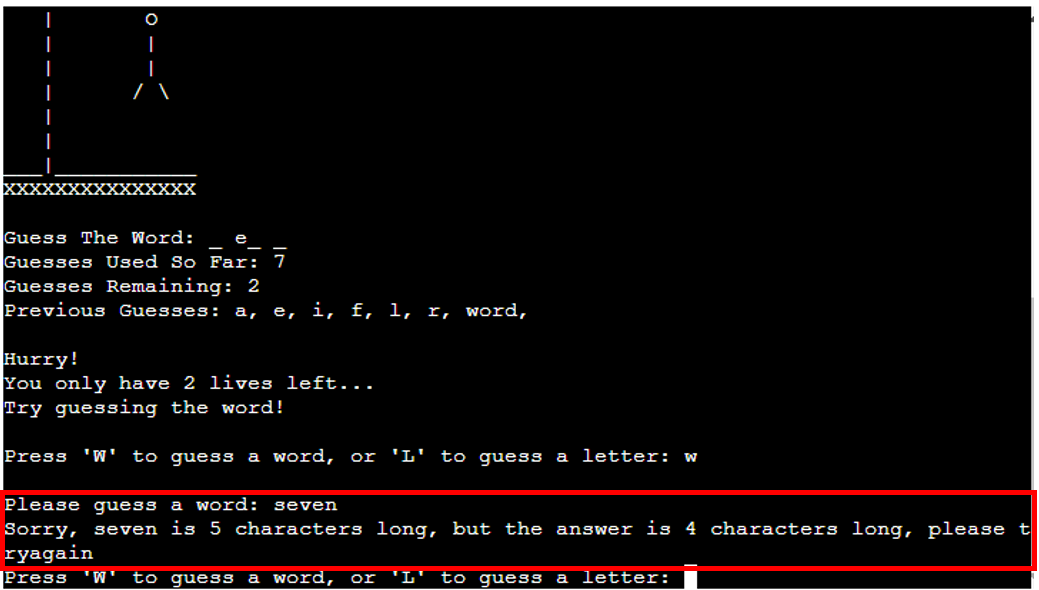 |       O
|       |
|       |
|      / \
|
|
___|___________
XXXXXXXXXXXXXXX
Guess The Word: _ e_ _
Guesses Used So Far: 7
Guesses Remaining: 2
Previous Guesses: a, e, i, f, l, r, word,
Hurry!
You only have 2 lives left...
Try guessing the word!
Press 'W' to guess a word, or 'L' to guess a letter: w
Please guess a word: seven
Sorry, seven is 5 characters long, but the answer is 4 characters long, please t
ryagain
Press 'W' to guess a word, or 'L' to guess a letter: